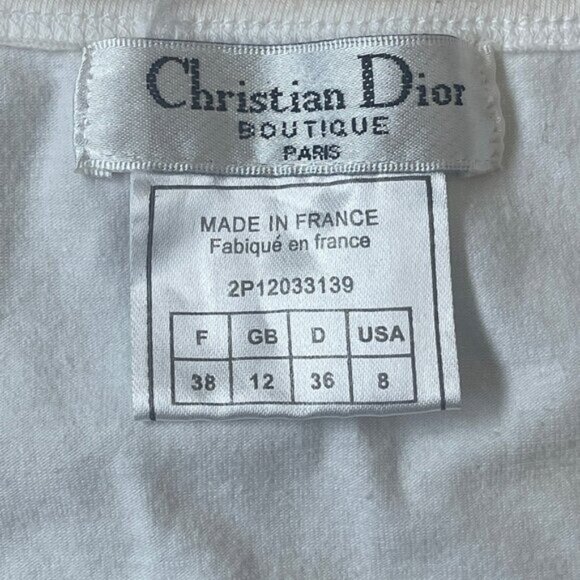 Christian Dior
BOUTIQUE
PARIS
MADE IN FRANCE
Fabiqué en france
2P12033139
F GB D USA
38 12 36 8